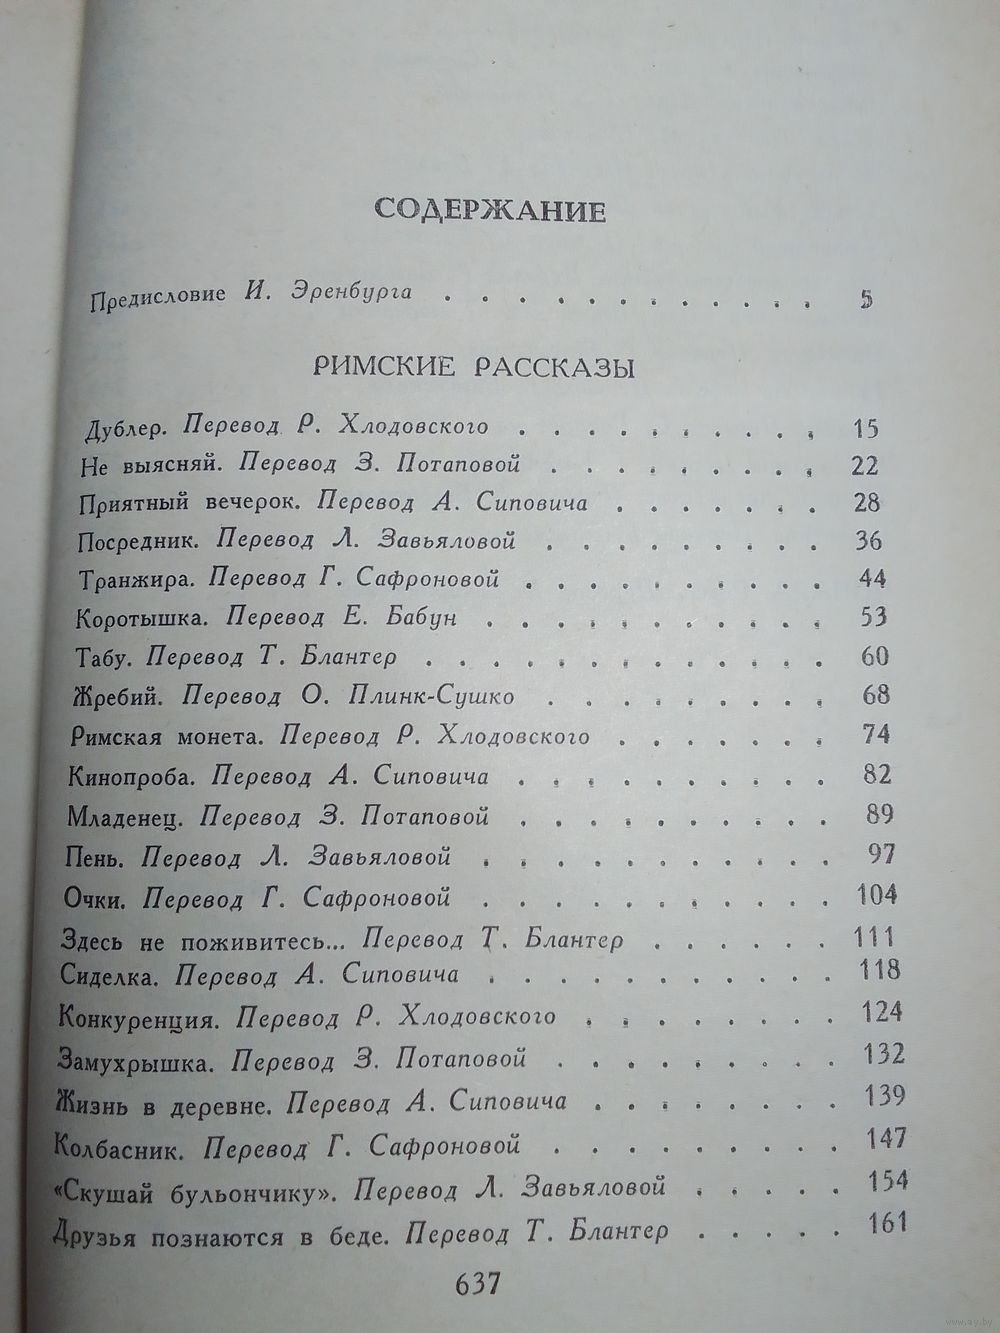 СОДЕРЖАНИЕ
Предисловие И. Эренбурга . . . . . . . . . . . 5
РИМСКИЕ РАССКАЗЫ
Дублер. Перевод Р. Хлодовского . . . . . . . . . 15
Не выясняй. Перевод З. Потаповой . . . . . . . . 22
Приятный вечерок. Перевод А. Сиповича . . . . . . 28
Посредник. Перевод Л. Завьяловой . . . . . . . . 36
Транжира. Перевод Г. Сафроновой . . . . . . . . . 44
Коротышка. Перевод Е. Бабун . . . . . . . . . . 53
Табу. Перевод Т. Блантер . . . . . . . . . . . . 60
Жребий. Перевод О. Плинк-Сушко . . . . . . . . 68
Римская монета. Перевод Р. Хлодовского . . . . . . 74
Кинопроба. Перевод А. Сиповича . . . . . . . . . 82
Младенец. Перевод З. Потаповой . . . . . . . . . 89
Пень. Перевод Л. Завьяловой . . . . . . . . . . 97
Очки. Перевод Г. Сафроновой . . . . . . . . . . 104
Здесь не поживитесь... Перевод Т. Блантер . . . . . . 111
Сиделка. Перевод А. Сиповича . . . . . . . . . . 118
Конкуренция. Перевод Р. Хлодовского . . . . . . . 124
Замухрышка. Перевод З. Потаповой . . . . . . . . 132
Жизнь в деревне. Перевод А. Сиповича . . . . . . . 139
Колбасник. Перевод Г. Сафроновой . . . . . . . . 147
«Скушай бульончику». Перевод Л. Завьяловой . . . . . 154
Друзья познаются в беде. Перевод Т. Блантер . . . . . 161
637
www.ay.by